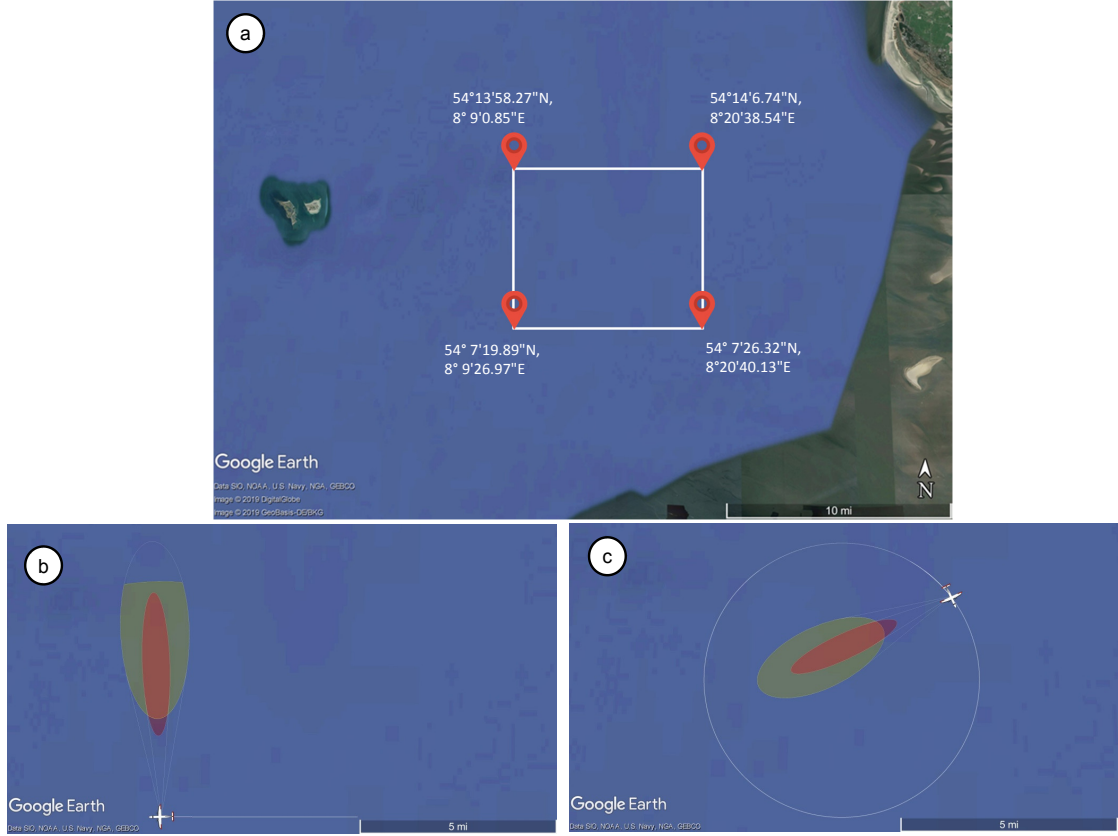 a
54°13'58.27"N,
8° 9'0.85"E
54°14'6.74"N,
8°20'38.54"E
54° 7'19.89"N,
8° 9'26.97"E
54° 7'26.32"N,
8°20'40.13"E
Google Earth
Data SIO, NOAA, U.S. Navy, NGA, GEBCO
Image © 2019 DigitalGlobe
Image © 2019 GeoBasis-DE/BKG
10 mi
N
b
Google Earth
Data SIO, NOAA, U.S. Navy, NGA, GEBCO
5 mi
c
Google Earth
Data SIO, NOAA, U.S. Navy, NGA, GEBCO
5 mi